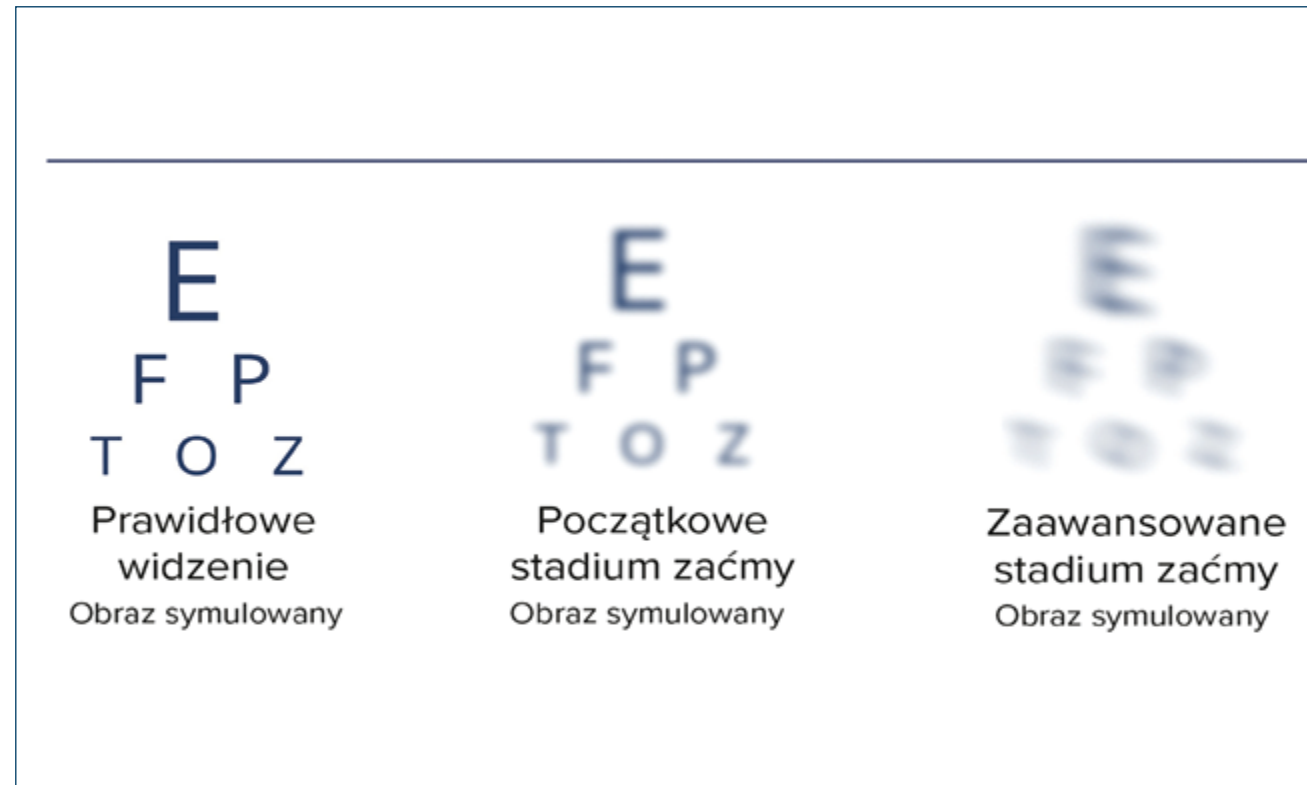 E
F P
T O Z
Prawidłowe
widzenie
Obraz symulowany
E
F P
T O Z
Początkowe
stadium zaćmy
Obraz symulowany
E
F P
T O Z
Zaawansowane
stadium zaćmy
Obraz symulowany